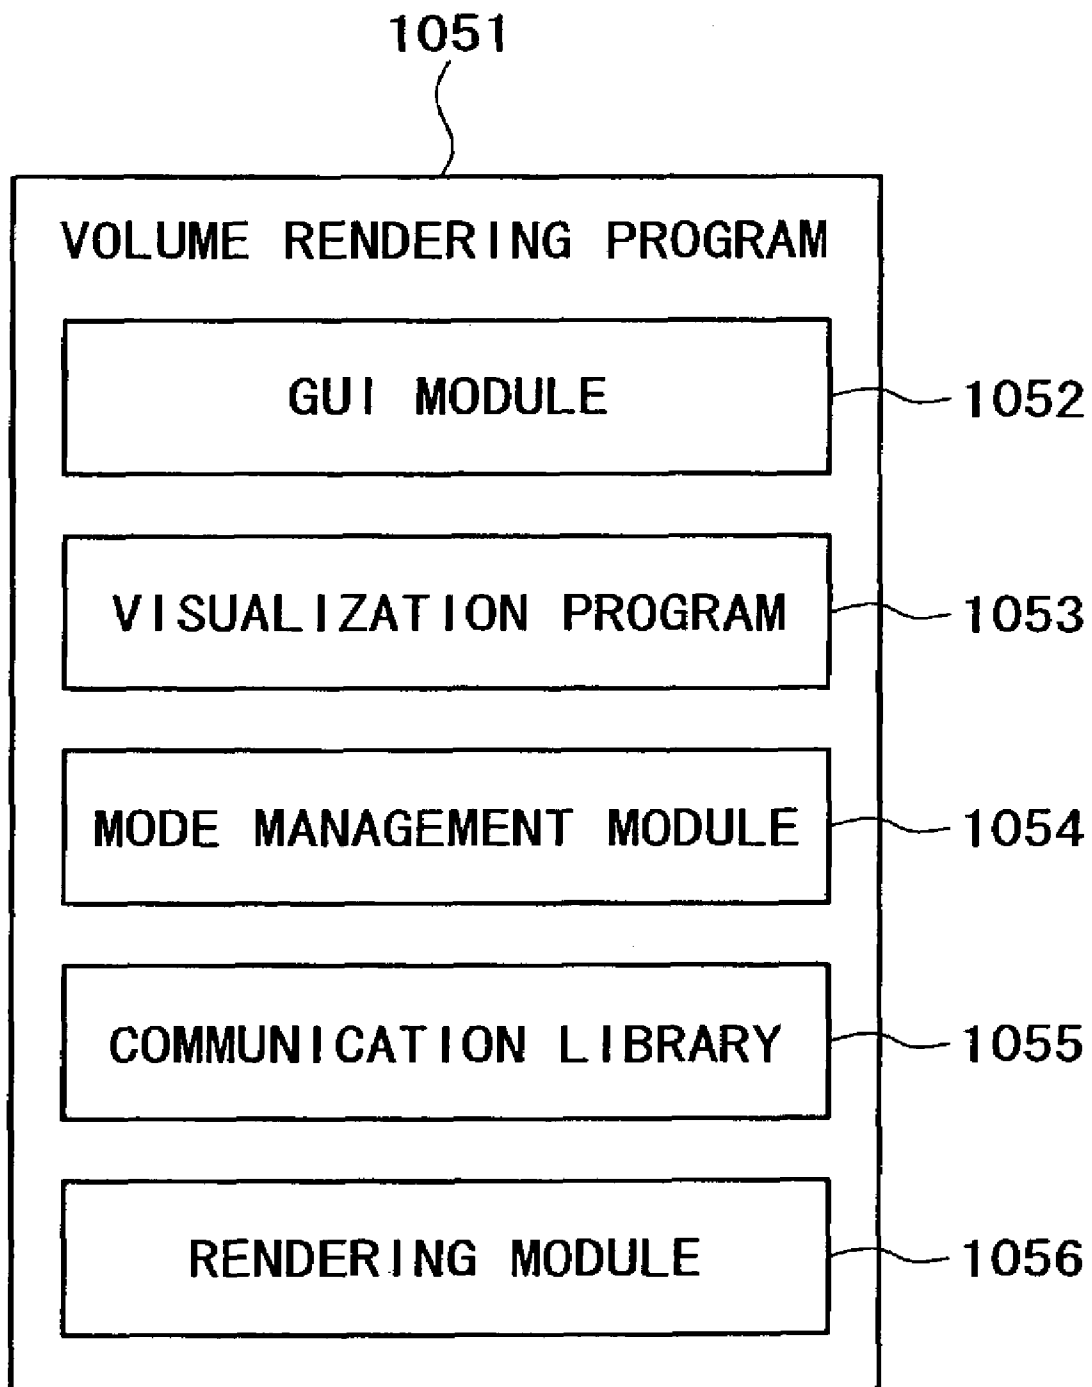 1051
VOLUME RENDERING PROGRAM
GUI MODULE
1052
VISUALIZATION PROGRAM
1053
MODE MANAGEMENT MODULE
1054
COMMUNICATION LIBRARY
1055
RENDERING MODULE
1056